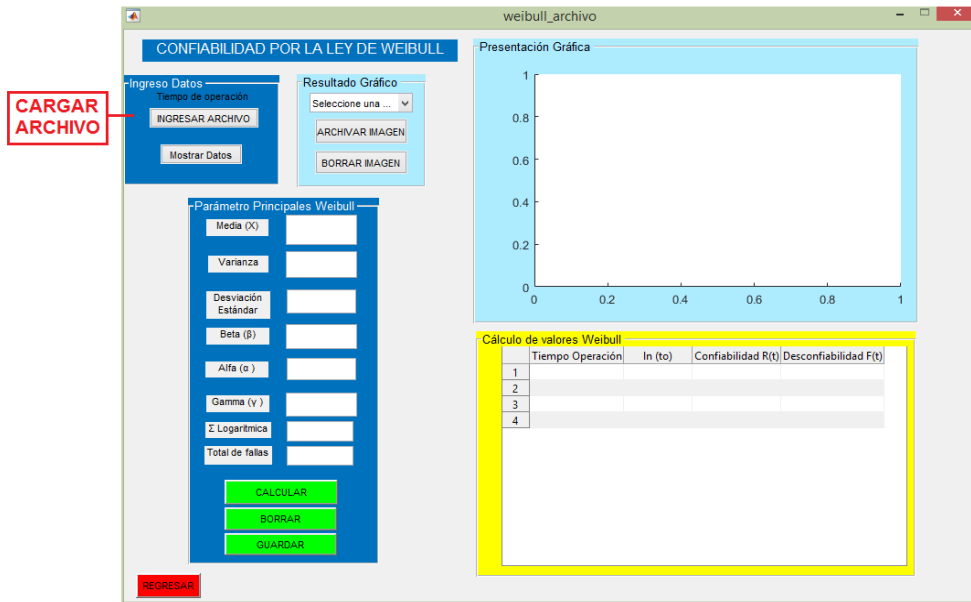 weibull_archivo
CONFIABILIDAD POR LA LEY DE WEIBULL
CARGAR
ARCHIVO
Ingreso Datos
Tiempo de operación
INGRESAR ARCHIVO
Mostrar Datos
Resultado Gráfico
Seleccione una ...
ARCHIVAR IMAGEN
BORRAR IMAGEN
Presentación Gráfica
1
0.8
0.6
0.4
0.2
0
0 0.2 0.4 0.6 0.8 1
Parámetro Principales Weibull
Media (X)
Varianza
Desviación
Estándar
Beta (β)
Alfa (α )
Gamma (γ )
Σ Logaritmica
Total de fallas
CALCULAR
BORRAR
GUARDAR
Cálculo de valores Weibull
Tiempo Operación ln (to) Confiabilidad R(t) Desconfiabilidad F(t)
1
2
3
4
REGRESAR